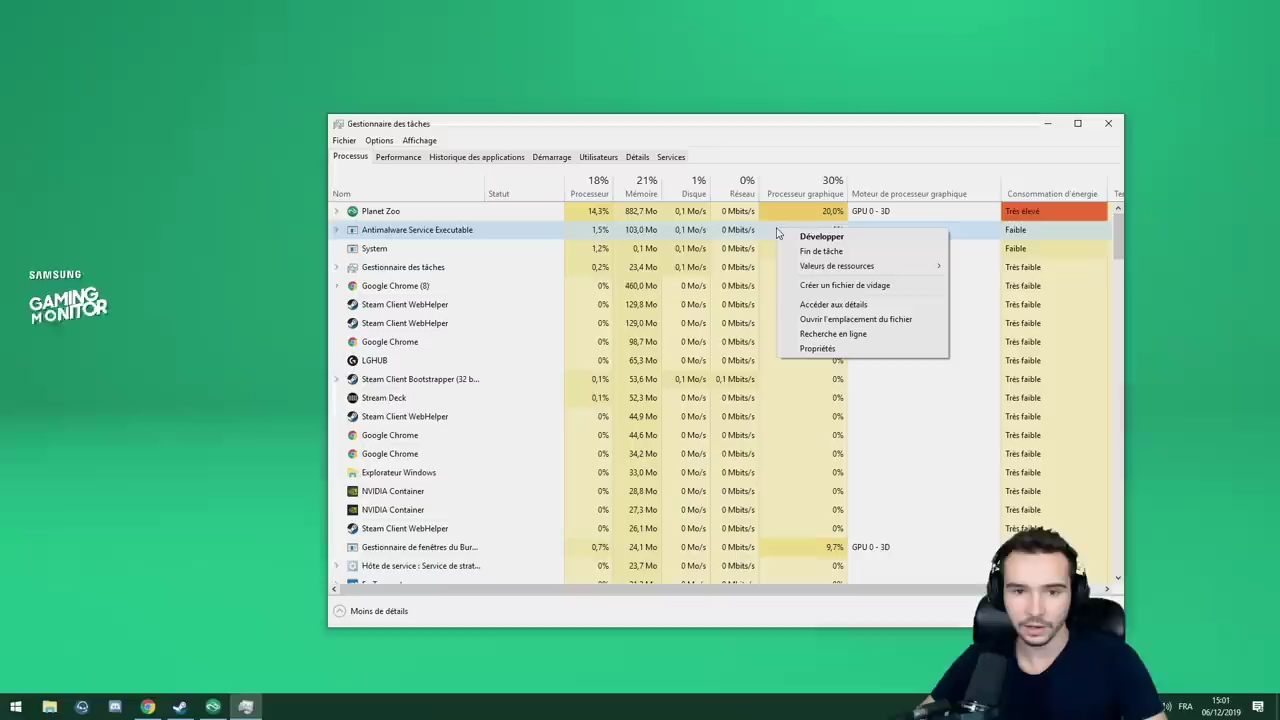 SAMSUNG
GAMING
MONITOR
Gestionnaire des tâches
Fichier Options Affichage
Processus Performance Historique des applications Démarrage Utilisateurs Détails Services
18% 21% 1% 0% 30%
Nom Statut Processeur Mémoire Disque Réseau Processeur graphique Moteur de processeur graphique Consommation d'énergie
Planet Zoo 14,3% 882,7 Mo 0,1 Mo/s 0 Mbits/s 20,0% GPU 0 - 3D Très élevé
Antimalware Service Executable 1,5% 103,0 Mo 0,1 Mo/s 0 Mbits/s Faible
System 1,2% 0,1 Mo 0,1 Mo/s 0 Mbits/s Faible
Gestionnaire des tâches 0,2% 23,4 Mo 0,1 Mo/s 0 Mbits/s Très faible
Google Chrome (8) 0% 460,0 Mo 0 Mo/s 0 Mbits/s Très faible
Steam Client WebHelper 0% 129,8 Mo 0 Mo/s 0 Mbits/s Très faible
Steam Client WebHelper 0% 129,0 Mo 0 Mo/s 0 Mbits/s Très faible
Google Chrome 0% 98,7 Mo 0 Mo/s 0 Mbits/s Très faible
LGHUB 0% 65,3 Mo 0 Mo/s 0 Mbits/s 0% Très faible
Steam Client Bootstrapper (32 b... 0,1% 53,6 Mo 0,1 Mo/s 0,1 Mbits/s 0% Très faible
Stream Deck 0,1% 52,3 Mo 0 Mo/s 0 Mbits/s 0% Très faible
Steam Client WebHelper 0% 44,9 Mo 0 Mo/s 0 Mbits/s 0% Très faible
Google Chrome 0% 44,6 Mo 0 Mo/s 0 Mbits/s 0% Très faible
Google Chrome 0% 34,2 Mo 0 Mo/s 0 Mbits/s 0% Très faible
Explorateur Windows 0% 33,0 Mo 0 Mo/s 0 Mbits/s 0% Très faible
NVIDIA Container 0% 28,8 Mo 0 Mo/s 0 Mbits/s 0% Très faible
NVIDIA Container 0% 27,3 Mo 0 Mo/s 0 Mbits/s 0% Très faible
Steam Client WebHelper 0% 26,1 Mo 0 Mo/s 0 Mbits/s 0% Très
Gestionnaire de fenêtres du Bur... 0,7% 24,1 Mo 0 Mo/s 0 Mbits/s 9,7% GPU 0 - 3D
Hôte de service : Service de strat... 0% 23,7 Mo 0 Mo/s 0 Mbits/s 0%
Développer
Fin de tâche
Valeurs de ressources
Créer un fichier de vidage
Accéder aux détails
Ouvrir l'emplacement du fichier
Recherche en ligne
Propriétés
Moins de détails
FRA
15:01
06/12/2019